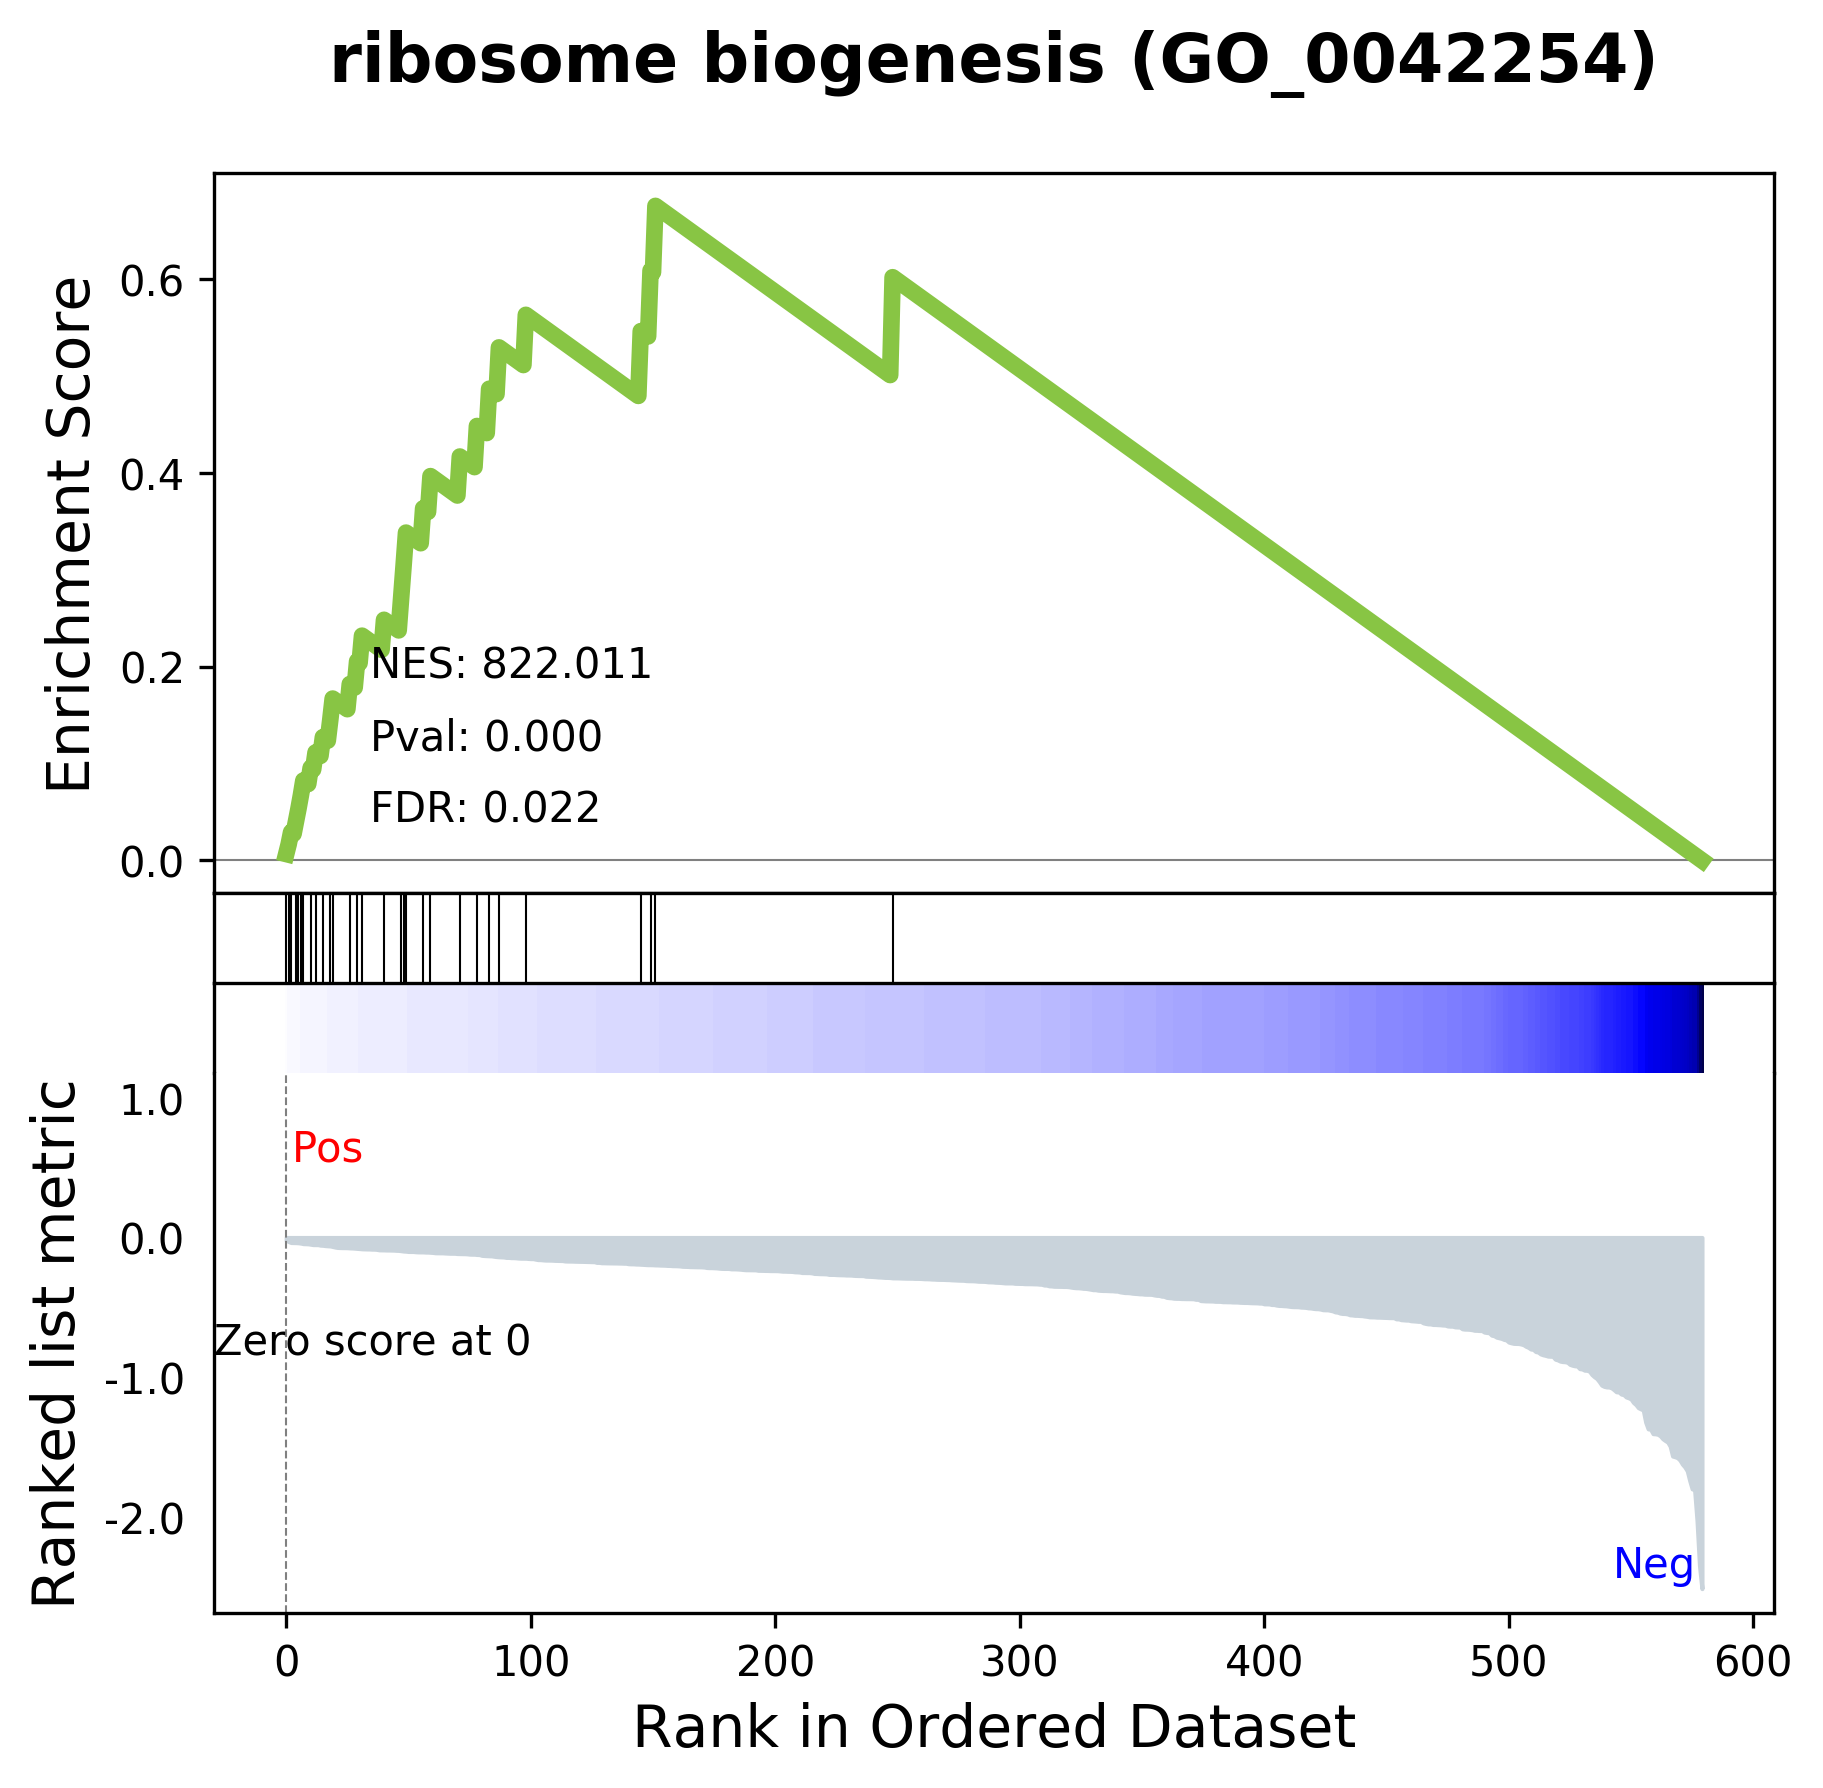 ribosome biogenesis (GO_0042254)
Enrichment Score
0.6
0.4
0.2
0.0
NES: 822.011
Pval: 0.000
FDR: 0.022
Ranked list metric
1.0
0.0
-1.0
-2.0
Pos
Zero score at 0
Neg
0 100 200 300 400 500 600
Rank in Ordered Dataset